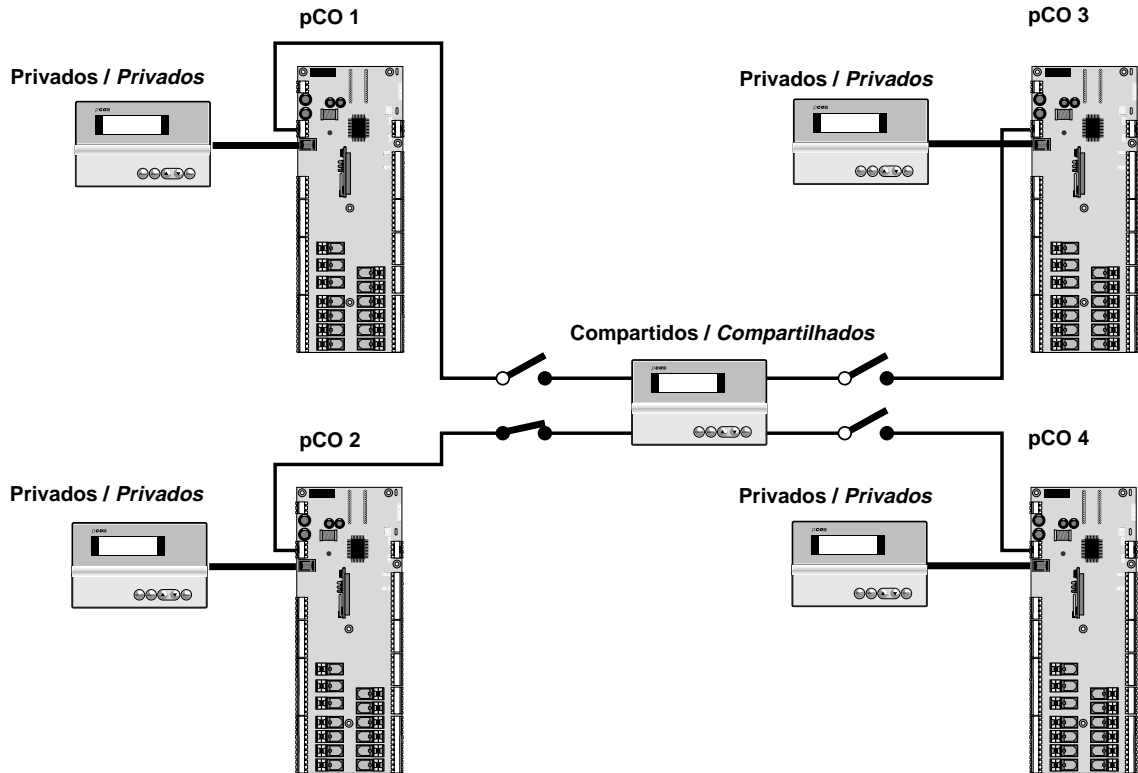 pCO 1
pCO 3
Privados / Privados
Privados / Privados
Compartidos / Compartilhados
pCO 2
pCO 4
Privados / Privados
Privados / Privados